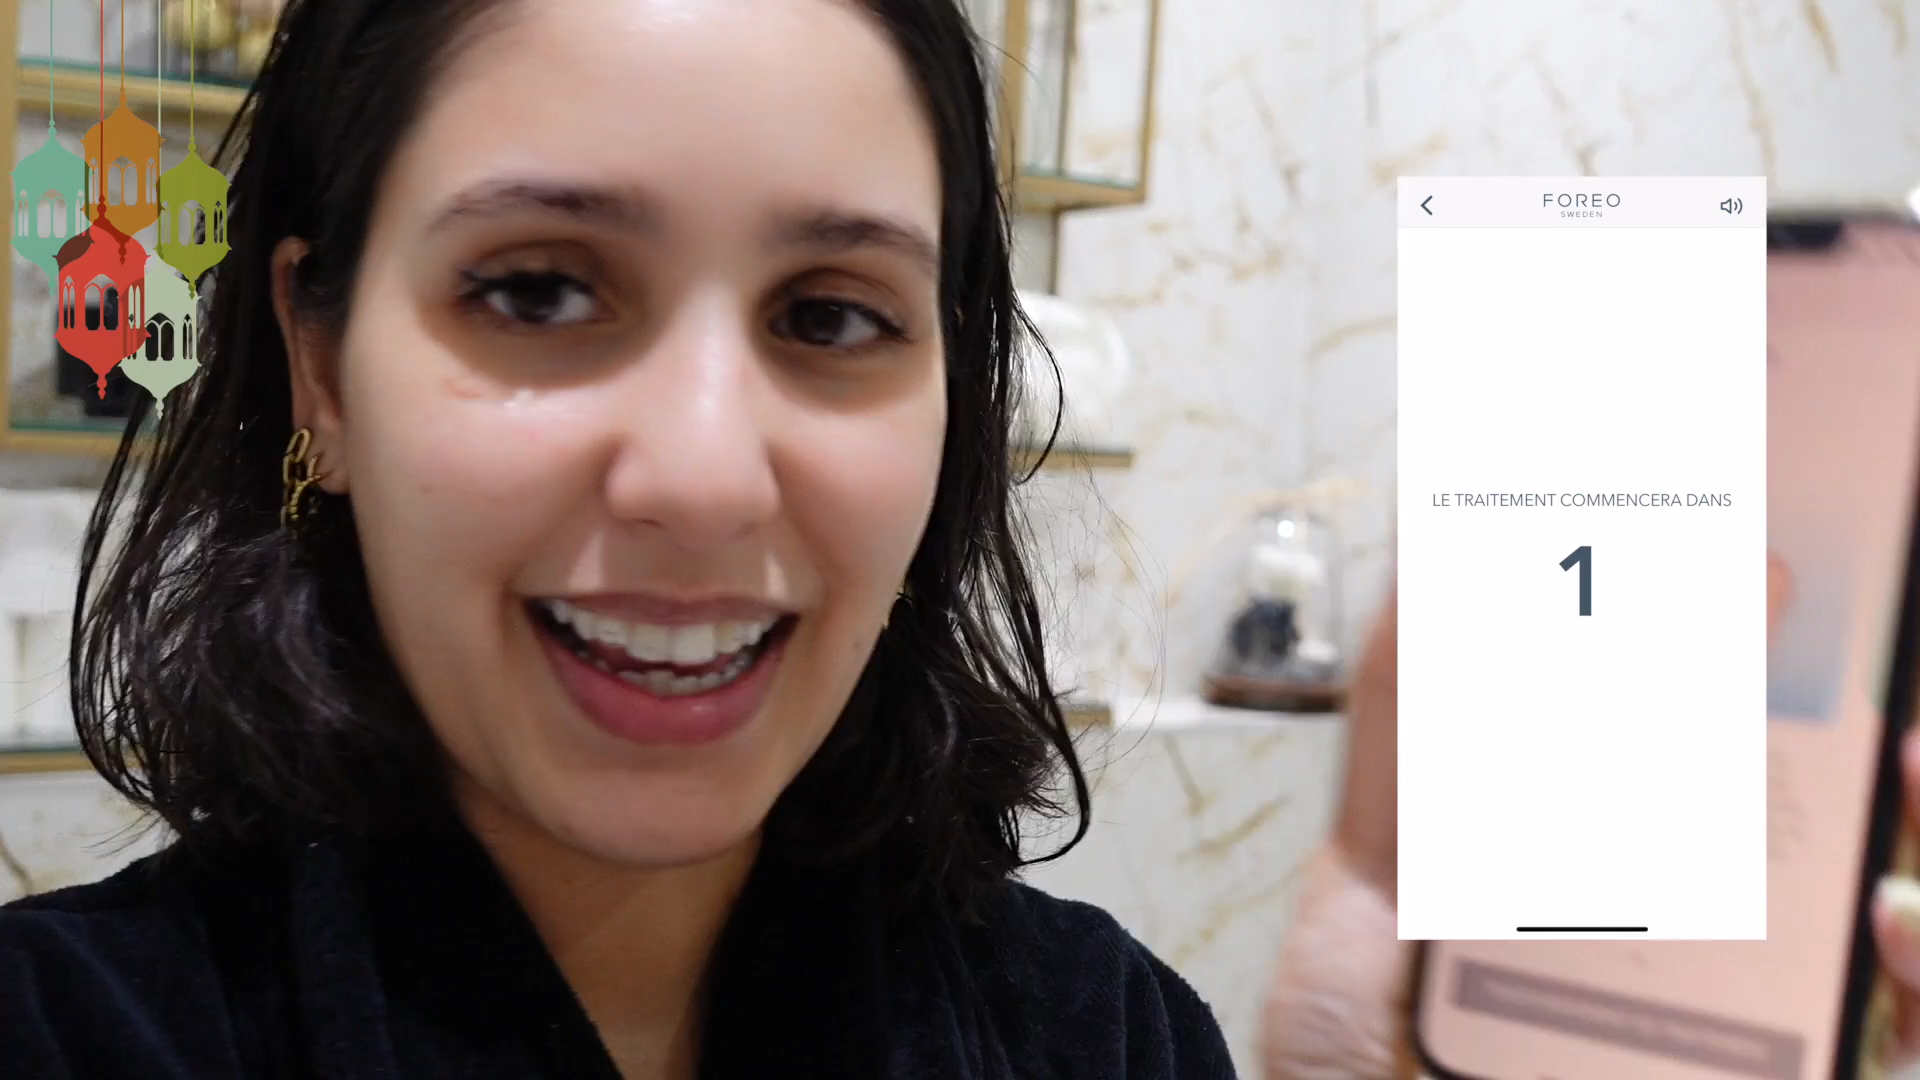 FOREO
SWEDEN
LE TRAITEMENT COMMENCERA DANS
1